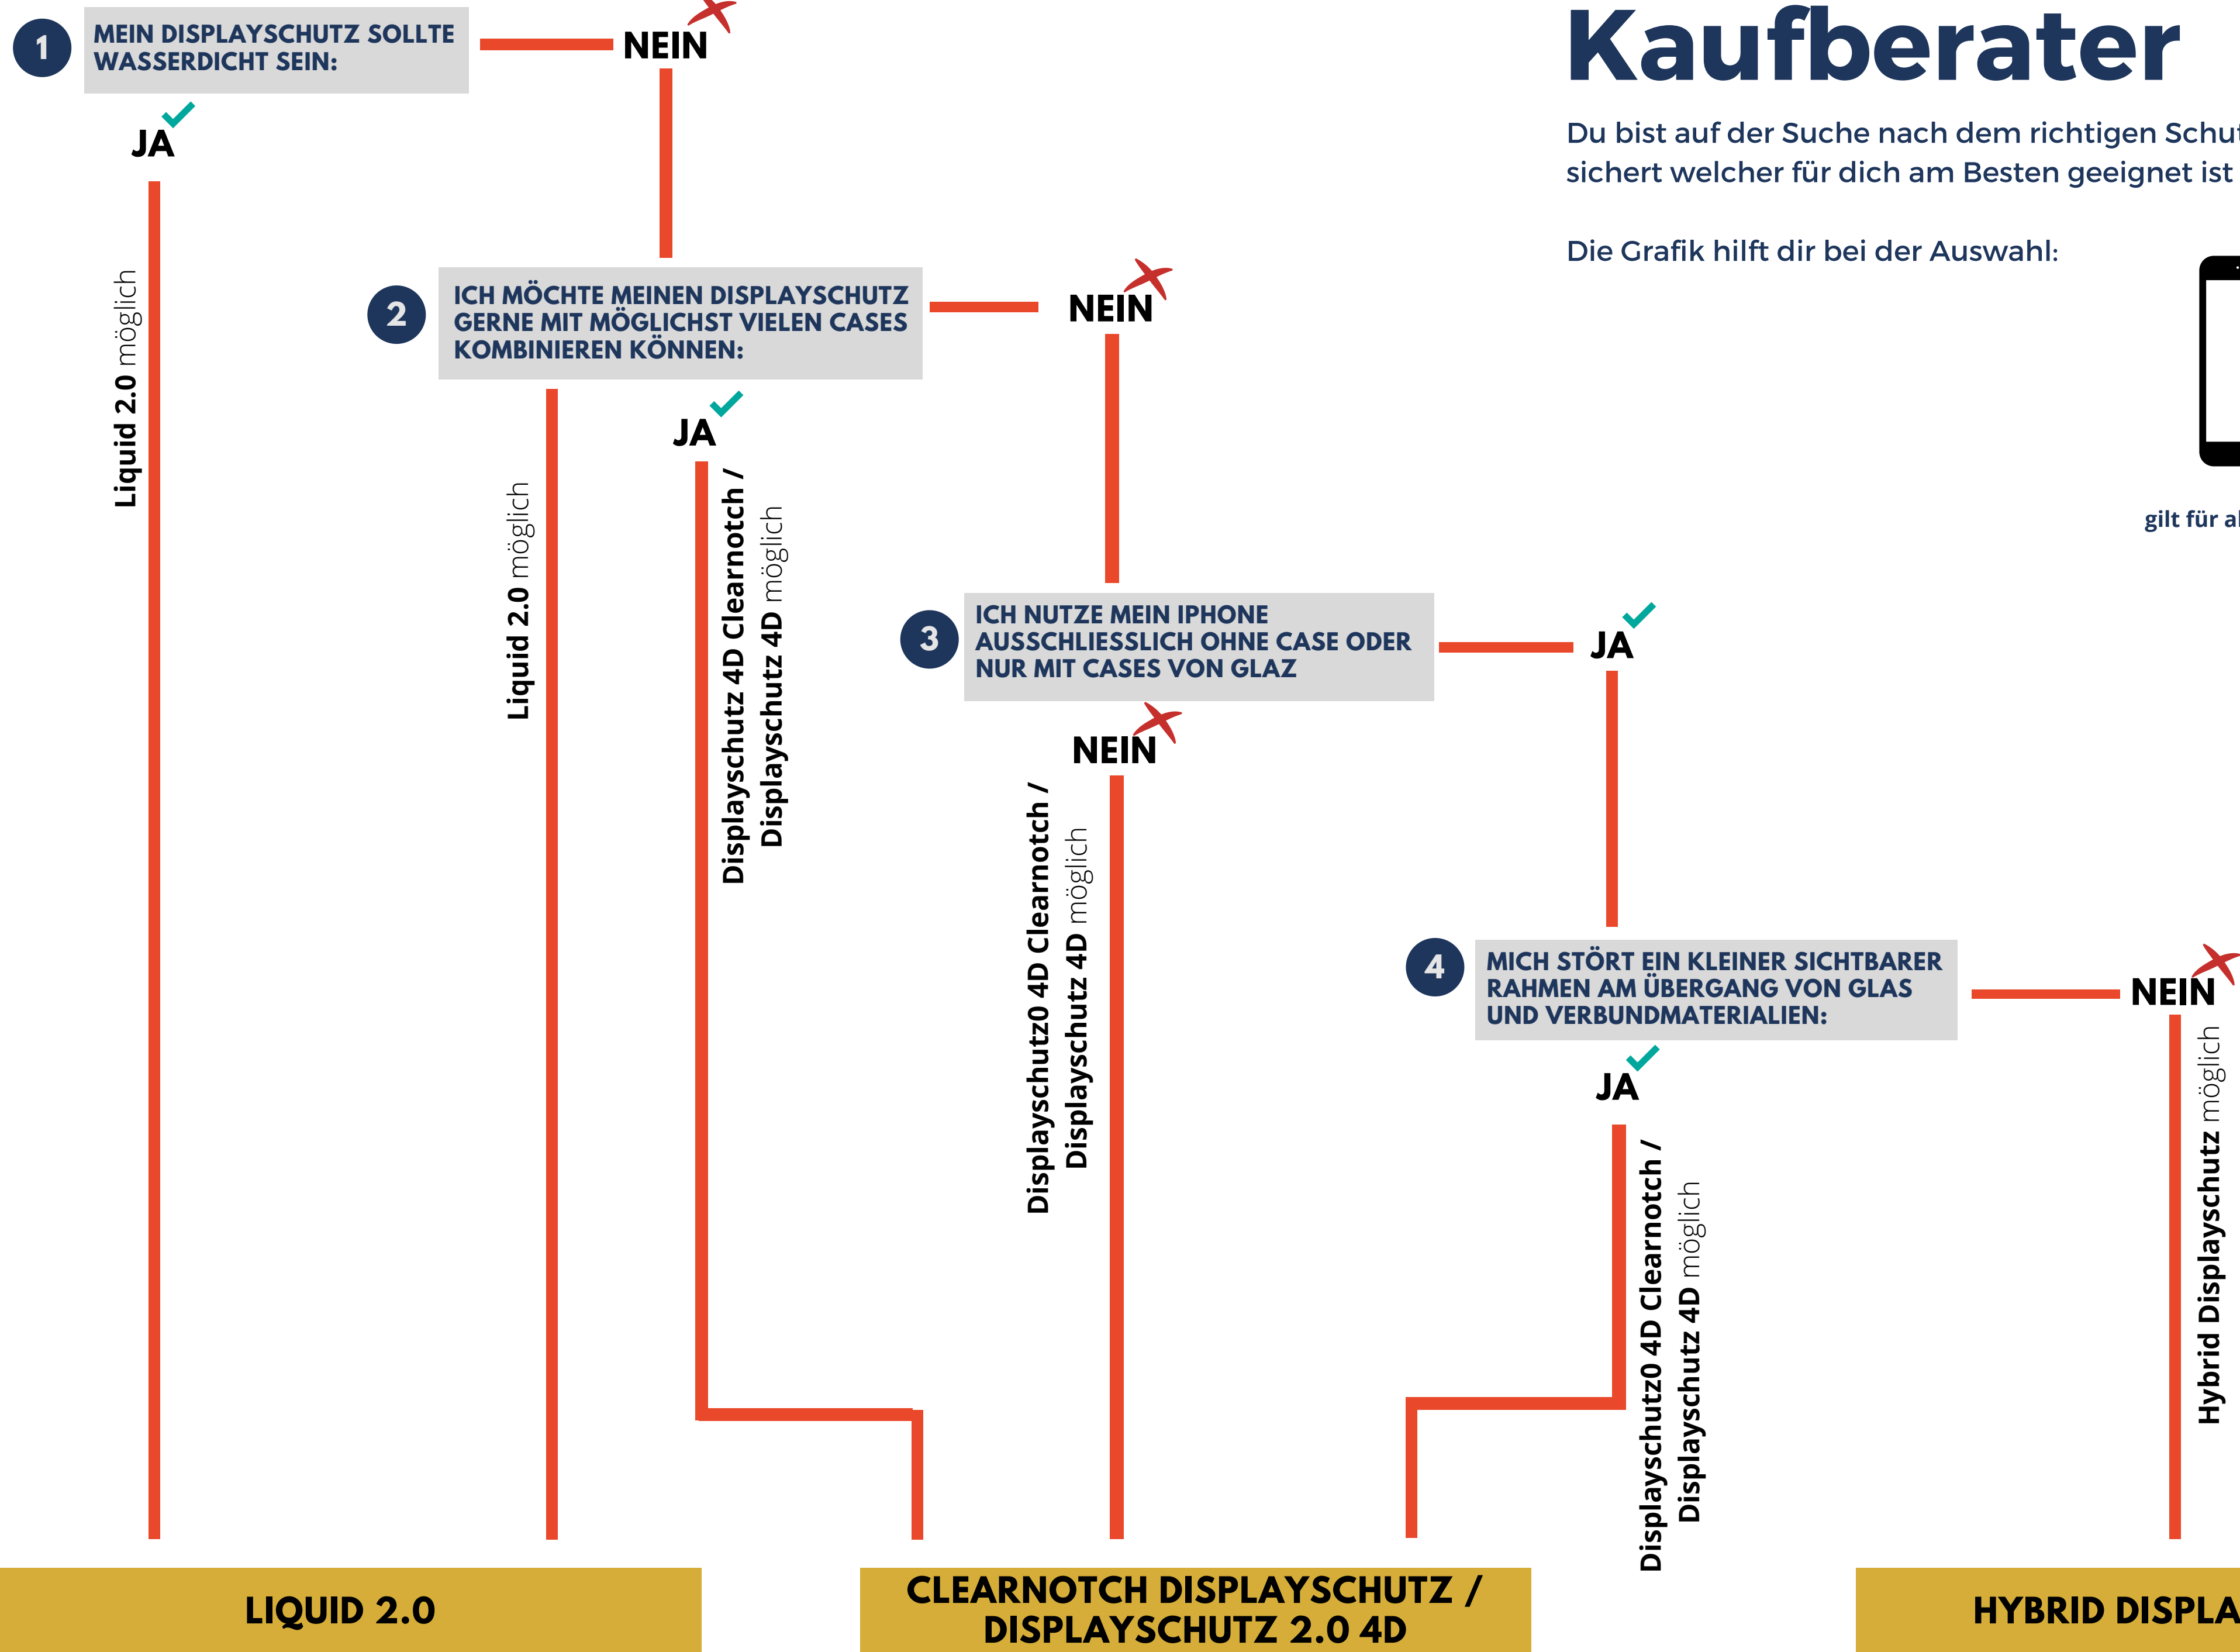 Kaufberater
Du bist auf der Suche nach dem richtigen Schut
sichert welcher für dich am Besten geeignet ist
Die Grafik hilft dir bei der Auswahl:
gilt für al
1
MEIN DISPLAYSCHUTZ SOLLTE
WASSERDICHT SEIN:
NEIN
JA
Liquid 2.0 möglich
2
ICH MÖCHTE MEINEN DISPLAYSCHUTZ
GERNE MIT MÖGLICHST VIELEN CASES
KOMBINIEREN KÖNNEN:
NEIN
JA
Liquid 2.0 möglich
Displayschutz 4D Clearnotch /
Displayschutz 4D möglich
3
ICH NUTZE MEIN IPHONE
AUSSCHLIESSLICH OHNE CASE ODER
NUR MIT CASES VON GLAZ
JA
NEIN
Displayschutz0 4D Clearnotch /
Displayschutz 4D möglich
4
MICH STÖRT EIN KLEINER SICHTBARER
RAHMEN AM ÜBERGANG VON GLAS
UND VERBUNDMATERIALIEN:
NEIN
JA
Displayschutz0 4D Clearnotch /
Displayschutz 4D möglich
Hybrid Displayschutz möglich
LIQUID 2.0
CLEARNOTCH DISPLAYSCHUTZ /
DISPLAYSCHUTZ 2.0 4D
HYBRID DISPLA